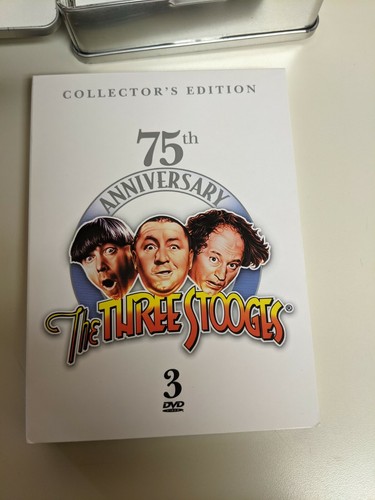 COLLECTOR'S EDITION
75th
ANNIVERSARY
THE THREE STOOGES®
3
DVD